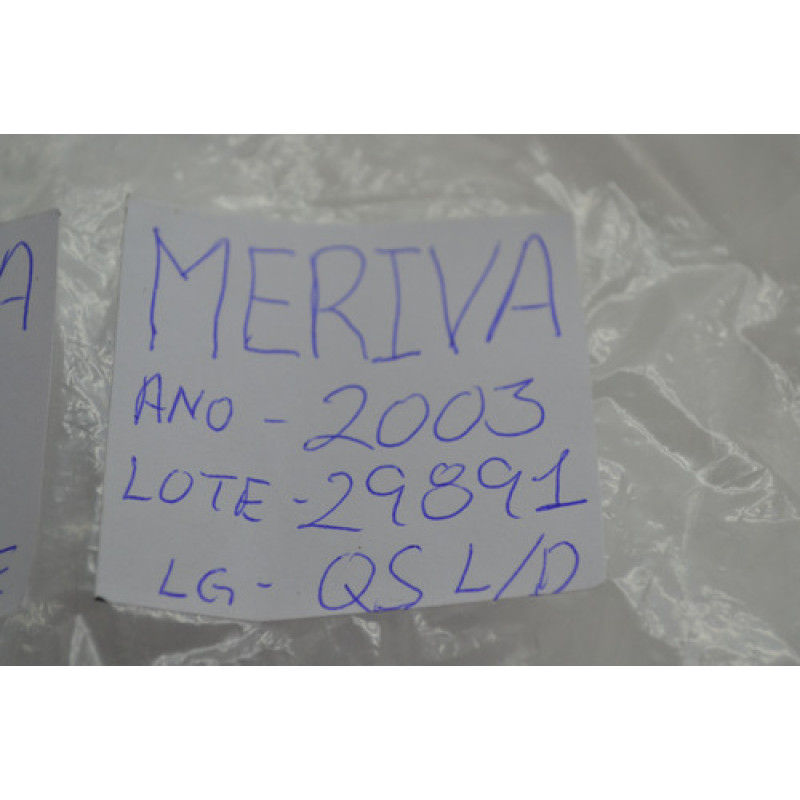 MERIVA
ANO - 2003
LOTE - 29891
LG - QS L/D